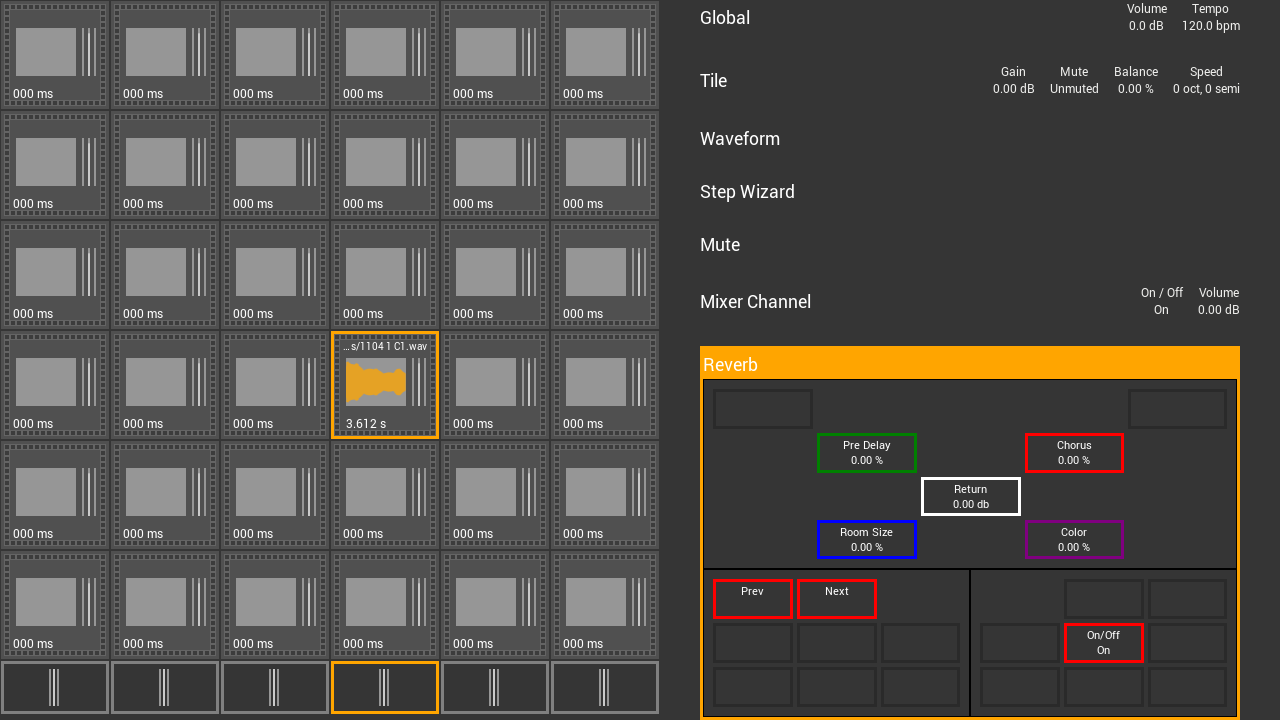 000 ms 000 ms 000 ms 000 ms 000 ms 000 ms
000 ms 000 ms 000 ms 000 ms 000 ms 000 ms
000 ms 000 ms 000 ms 000 ms 000 ms 000 ms
...s/1104 1 C1.wav
000 ms 000 ms 000 ms 3.612 s 000 ms 000 ms
000 ms 000 ms 000 ms 000 ms 000 ms 000 ms
000 ms 000 ms 000 ms 000 ms 000 ms 000 ms
Global
Volume Tempo
0.0 dB 120.0 bpm
Tile
Gain Mute Balance Speed
0.00 dB Unmuted 0.00 % 0 oct, 0 semi
Waveform
Step Wizard
Mute
Mixer Channel
On / Off Volume
On 0.00 dB
Reverb
Pre Delay
0.00 %
Chorus
0.00 %
Return
0.00 db
Room Size
0.00 %
Color
0.00 %
Prev
Next
On/Off
On